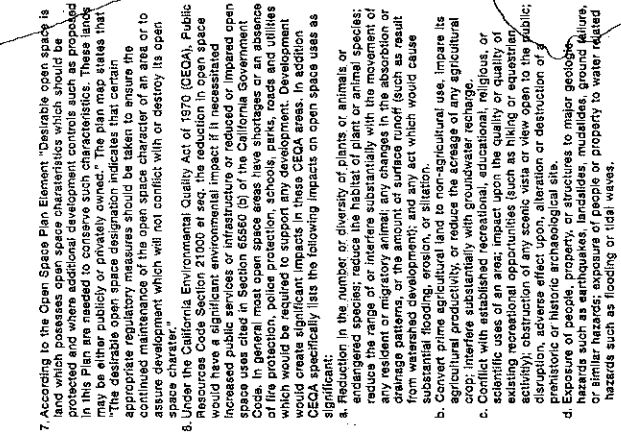 7. According to the Open Space Plan Element "Desirable open space is
land which possesses open space charateristics which should be
protected and where additional development controls such as proposed
in this Plan are needed to conserve such characteristics. These lands
may be either publicly or privately owned." The plan map states that
"The desirable open space designation indicates that certain
appropriate regulatory measures should be taken to ensure the
continued maintenance of the open space character of an area or to
assure development which will not conflict with or destroy its open
space charater."
8. Under the California Environmental Quality Act of 1970 (CEQA), Public
Resources Code Section 21000 et seq. the reduction in open space
would have a significant environmental impact if it necessitated
increased public services or infrastructure or reduced or impared open
space uses cited in Section 65560 (b) of the California Government
Code. In general most open space areas have shortages or an absence
of fire protection, police protection, schools, parks, roads and utilities
which would be required to support any development. Development
would create significant impacts in these CEQA areas. In addition
CEQA specifically lists the following impacts on open space uses as
significant:
a. Reduction in the number or diversity of plants or animals or
endangered species; reduce the habitat of plant or animal species;
reduce the range of or interfere substantially with the movement of
any resident or migratory animal; any changes in the absorption or
drainage patterns, or the amount of surface runoff (such as result
from watershed development); and any act which would cause
substantial flooding, erosion, or siltation.
b. Convert prime agricultural land to non-agricultural use. Impare its
agricultural productivity, or reduce the acreage of any agricultural
crop; Interfere substantially with groundwater recharge.
c. Conflict with established recreational, educational, religious, or
scientific uses of an area; impact upon the quality or quantity of
existing recreational opportunities (such as hiking or equestrian
activity); obstruction of any scenic vista or view open to the public;
disruption, adverse effect upon, alteration or destruction of a
prehistoric or historic archaeological site.
d. Exposure of people, property, or structures to major geologic
hazards such as earthquakes, landslides, mudslides, ground failure,
or similar hazards; exposure of people or property to water related
hazards such as flooding or tidal waves.